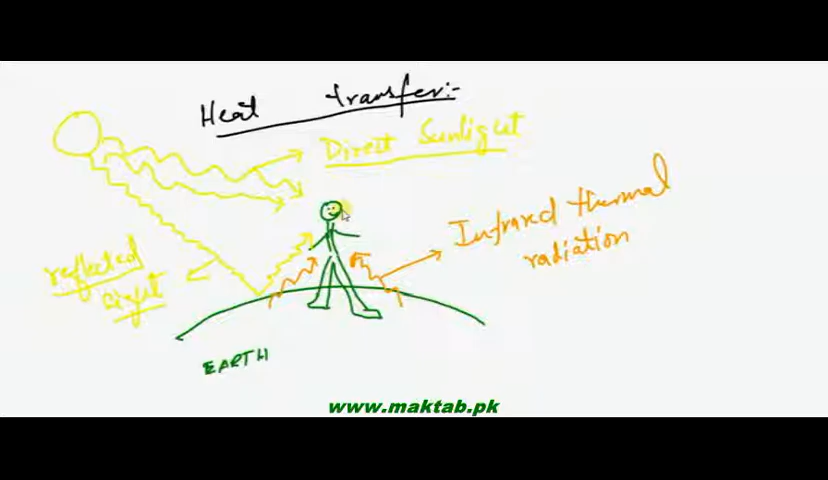 Heat transfer:-
Direct Sunlight
Infrared thermal
radiation
reflected
light
EARTH
www.maktab.pk